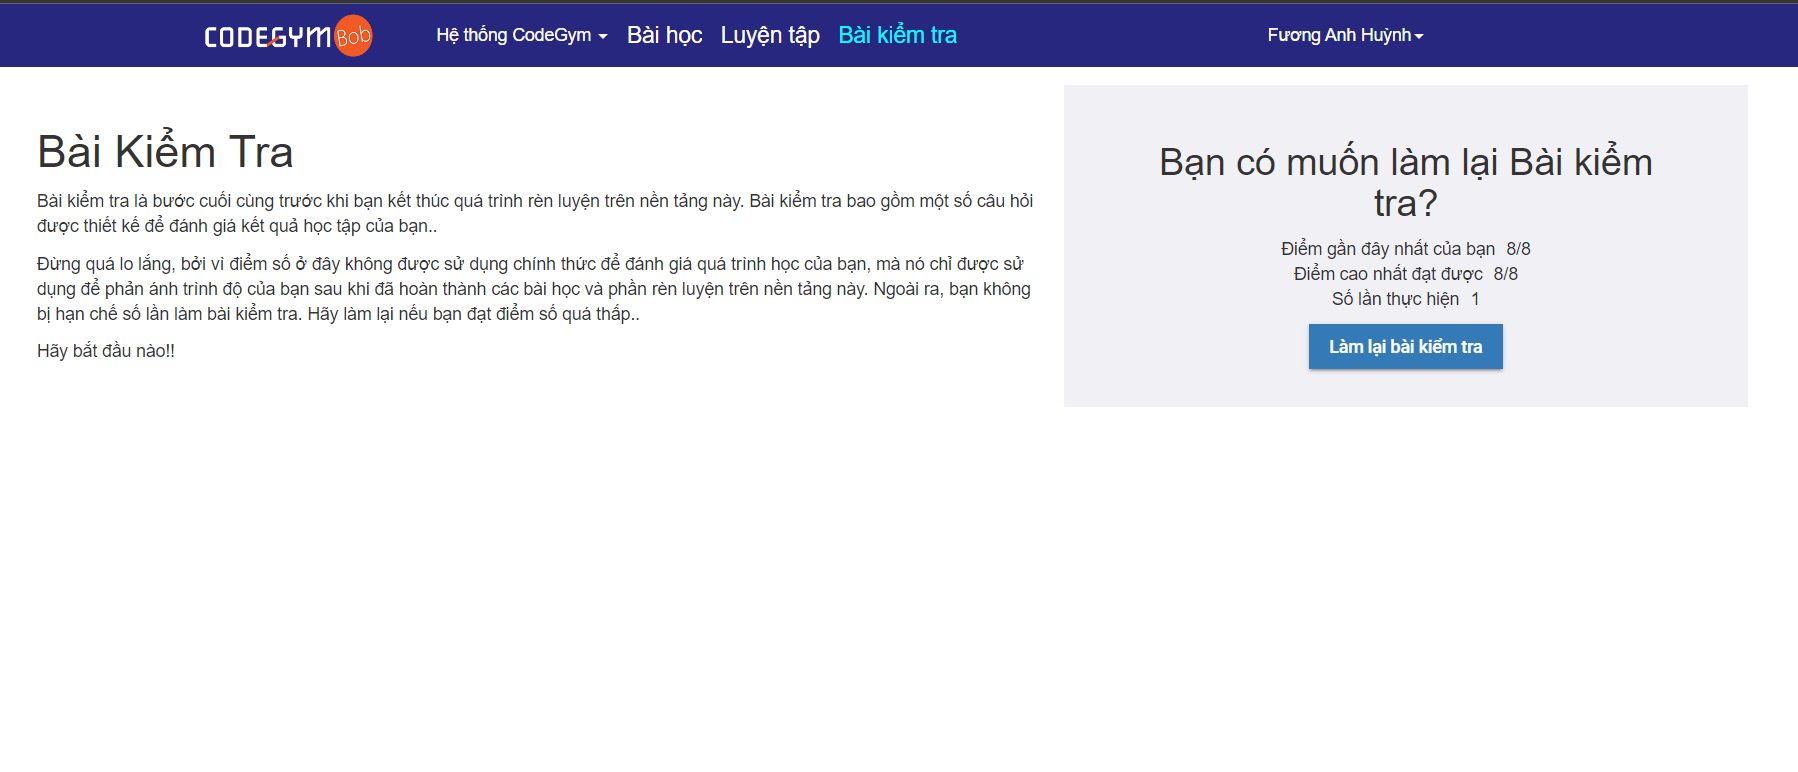 CODEGYM Bob Hệ thống CodeGym Bài học Luyện tập Bài kiểm tra Fương Anh Huỳnh
Bài Kiểm Tra
Bài kiểm tra là bước cuối cùng trước khi bạn kết thúc quá trình rèn luyện trên nền tảng này. Bài kiểm tra bao gồm một số câu hỏi
được thiết kế để đánh giá kết quả học tập của bạn..
Đừng quá lo lắng, bởi vì điểm số ở đây không được sử dụng chính thức để đánh giá quá trình học của bạn, mà nó chỉ được sử
dụng để phản ánh trình độ của bạn sau khi đã hoàn thành các bài học và phần rèn luyện trên nền tảng này. Ngoài ra, bạn không
bị hạn chế số lần làm bài kiểm tra. Hãy làm lại nếu bạn đạt điểm số quá thấp..
Hãy bắt đầu nào!!
Bạn có muốn làm lại Bài kiểm
tra?
Điểm gần đây nhất của bạn 8/8
Điểm cao nhất đạt được 8/8
Số lần thực hiện 1
Làm lại bài kiểm tra